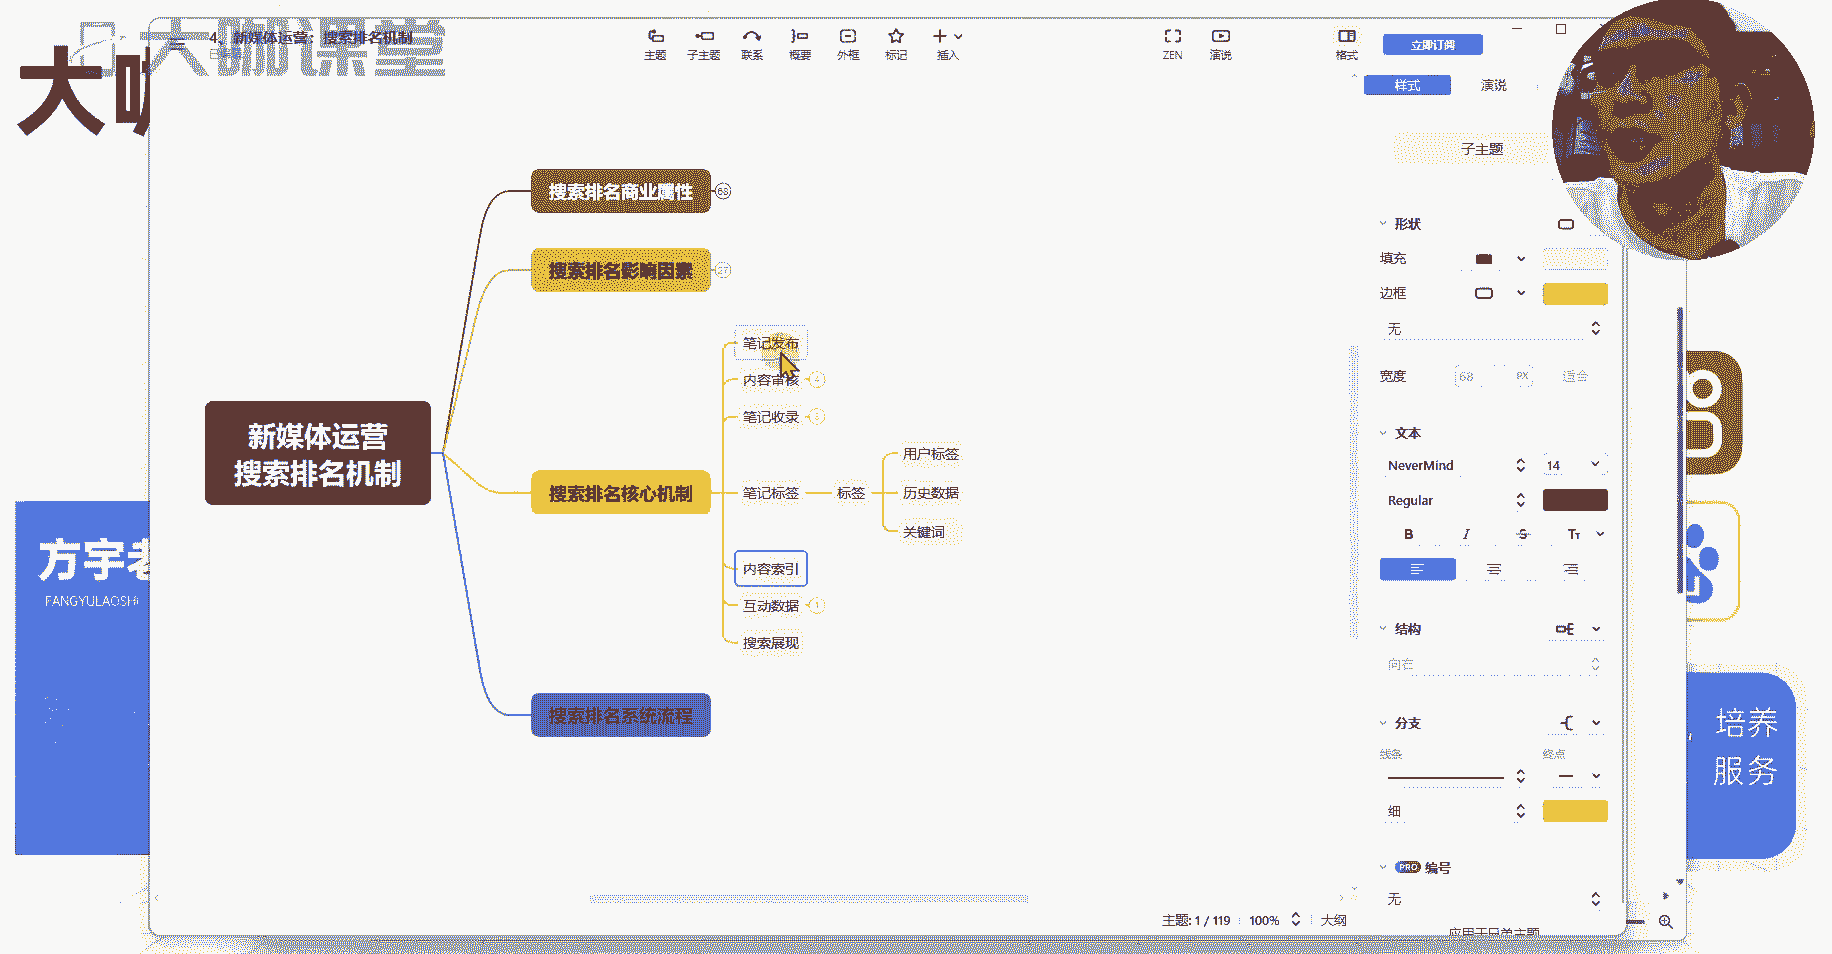 大咖课堂
4、新媒体运营：搜索排名机制
大咖
主题
子主题
联系
概要
外框
标记
插入
ZEN
演说
格式
立即订阅
样式
演说
子主题
搜索排名商业属性
68
搜索排名影响因素
27
新媒体运营
搜索排名机制
搜索排名核心机制
笔记发布
内容审核
4
笔记收录
笔记标签
标签
用户标签
历史数据
关键词
内容索引
互动数据
1
搜索展现
搜索排名系统流程
形状
填充
边框
无
宽度
68
PX
适合
文本
NeverMind
14
Regular
B
I
S
TT
结构
向右
分支
线条
终点
细
PRO
编号
无
应用于兄弟主题
主题: 1 / 119
100%
大纲
方宇老
FANGYULAOSHI
培养
服务